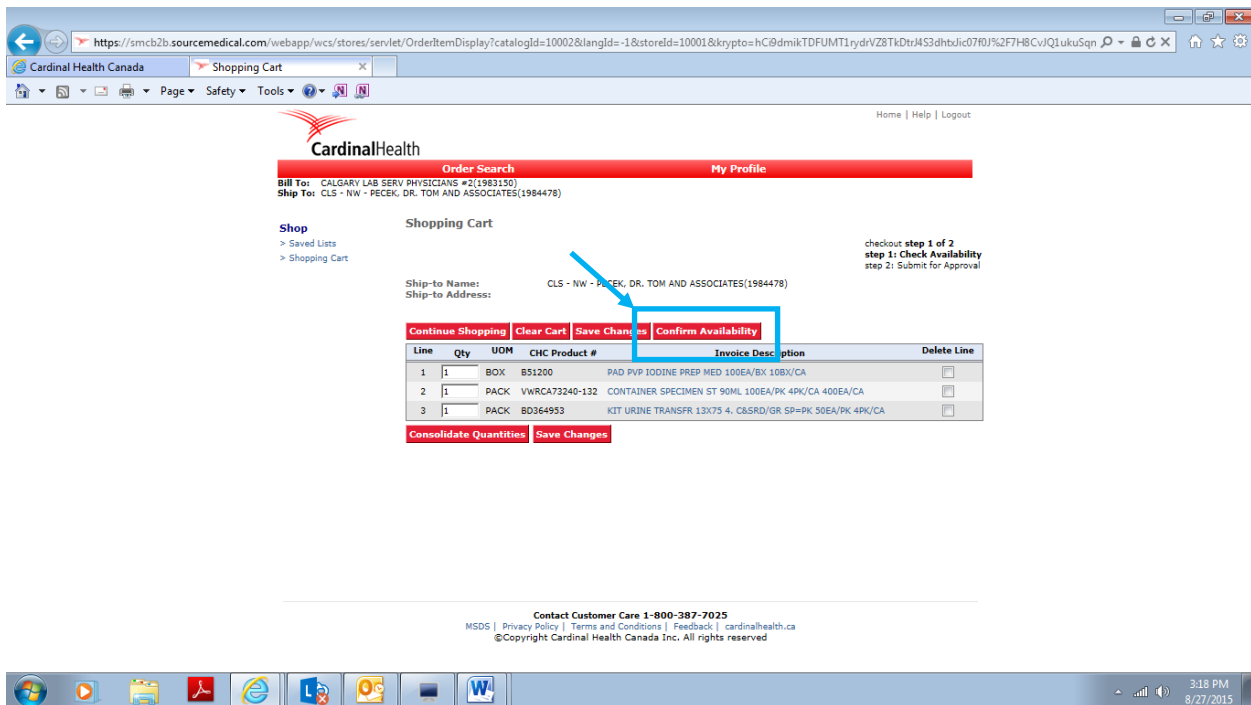 https://smcb2b.sourcemedical.com/webapp/wcs/stores/servlet/OrderItemDisplay?catalogId=10002&langId=-1&storeId=10001&krypto=
Cardinal Health Canada
Shopping Cart
Page Safety Tools
Home | Help | Logout
CardinalHealth
Order Search My Profile
Bill To: CALGARY LAB SERV PHYSICIANS #2(1983150)
Ship To: CLS - NW - PECEK, DR. TOM AND ASSOCIATES(1984478)
Shop
> Saved Lists
> Shopping Cart
Shopping Cart
checkout step 1 of 2
step 1: Check Availability
step 2: Submit for Approval
Ship-to Name: CLS - NW - PECEK, DR. TOM AND ASSOCIATES(1984478)
Ship-to Address:
Continue Shopping Clear Cart Save Changes Confirm Availability
Line Qty UOM CHC Product # Invoice Description Delete Line
1 1 BOX B51200 PAD PVP IODINE PREP MED 100EA/BX 10BX/CA
2 1 PACK VWRCA73240-132 CONTAINER SPECIMEN ST 90ML 100EA/PK 4PK/CA 400EA/CA
3 1 PACK BD364953 KIT URINE TRANSFR 13X75 4. C&SRD/GR SP=PK 50EA/PK 4PK/CA
Consolidate Quantities Save Changes
Contact Customer Care 1-800-387-7025
MSDS | Privacy Policy | Terms and Conditions | Feedback | cardinalhealth.ca
©Copyright Cardinal Health Canada Inc. All rights reserved
3:18 PM
8/27/2015